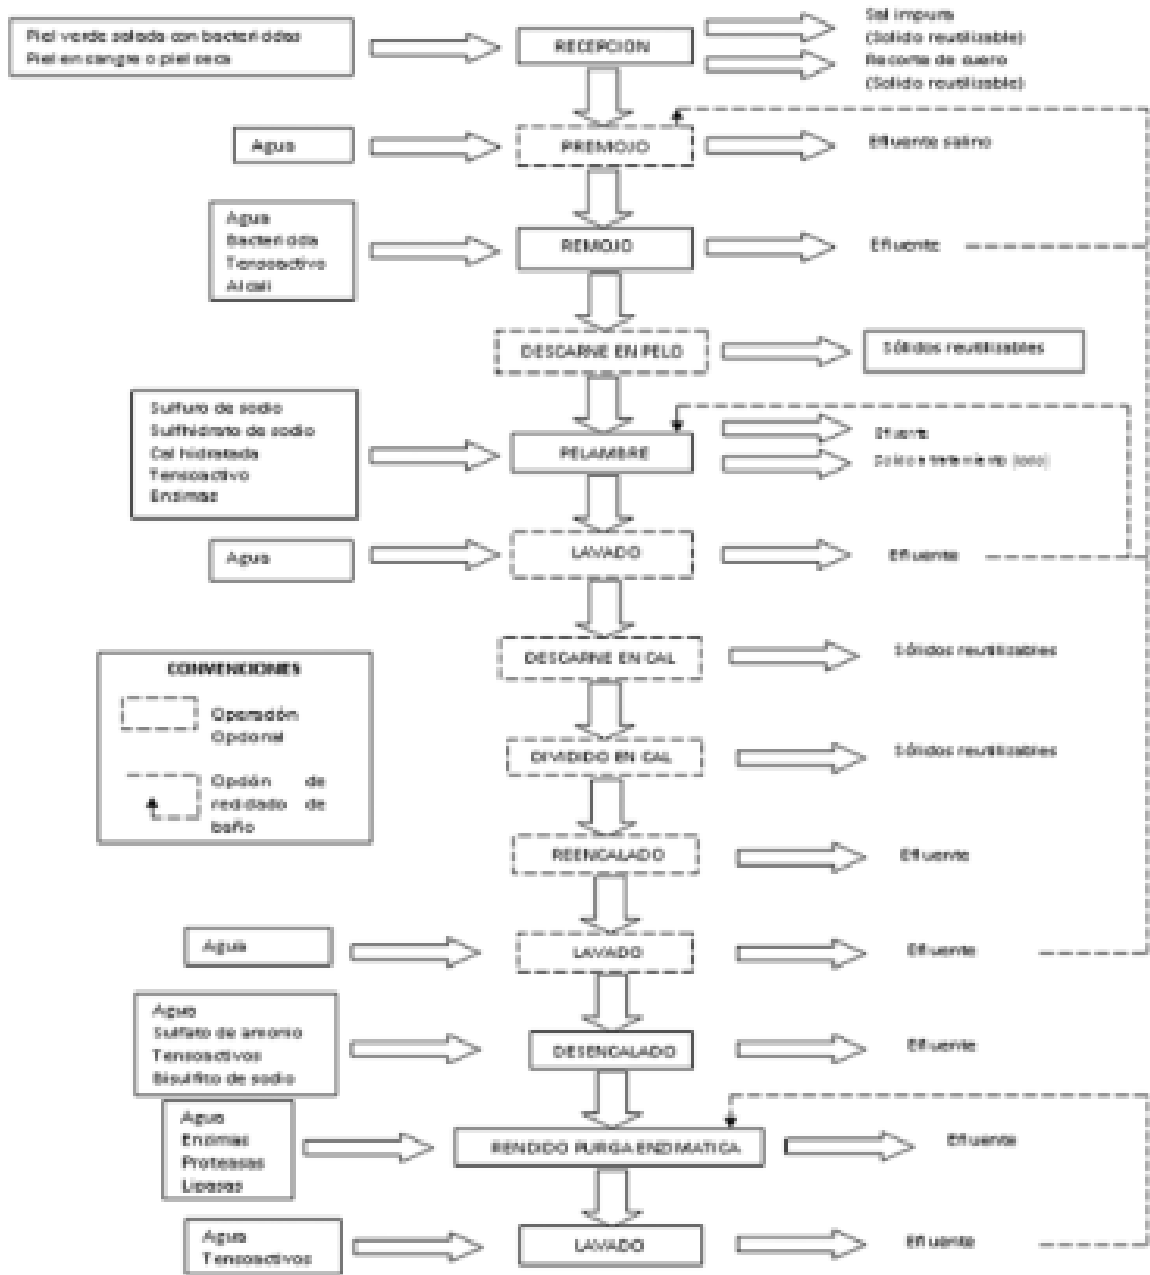 Piel verde salada con bactericidas
Piel en sangre o piel seca
RECEPCION
Sal impura
(Solido reutilizable)
Recorte de cuero
(Solido reutilizable)
Agua
PREMOJO
Efluente salino
Agua
Bactericida
Tensoactivo
Alcali
REMOJO
Efluente
DESCARNE EN PELO
Sólidos reutilizables
Sulfuro de sodio
Sulfhidrato de sodio
Cal hidratada
Tensoactivo
Enzimas
PELAMBRE
Efluente
tratamiento
Agua
LAVADO
Efluente
DESCARNE EN CAL
Sólidos reutilizables
CONVENCIONES
Operación
Opcional
Opción de
reciclado de
baño
DIVIDIDO EN CAL
Sólidos reutilizables
REENCALADO
Efluente
Agua
LAVADO
Efluente
Agua
Sulfato de amonio
Tensoactivos
Bisulfito de sodio
DESENCALADO
Efluente
Agua
Enzimas
Proteasas
Lipasas
RENDIDO PURGA ENZIMATICA
Efluente
Agua
Tensoactivos
LAVADO
Efluente